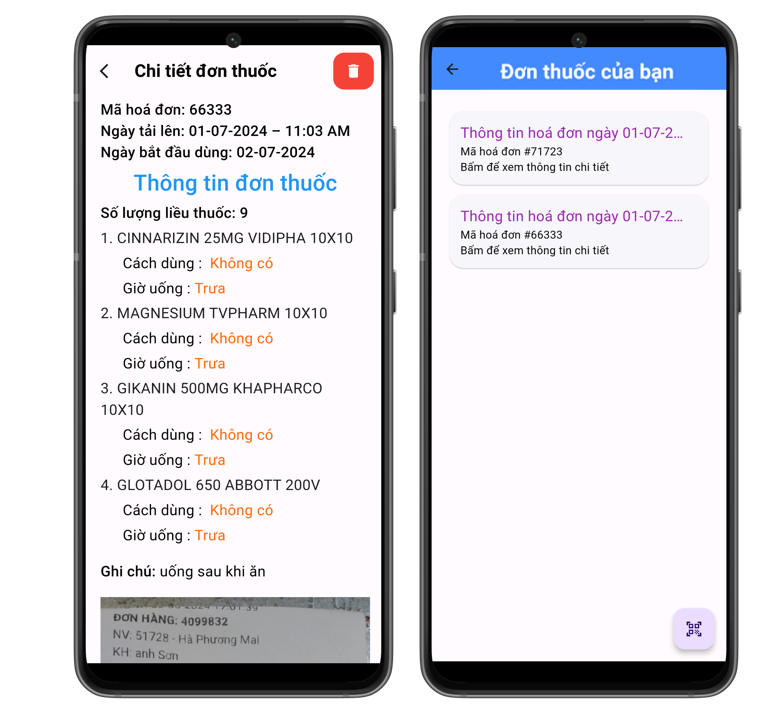 Chi tiết đơn thuốc
Mã hoá đơn: 66333
Ngày tải lên: 01-07-2024 – 11:03 AM
Ngày bắt đầu dùng: 02-07-2024
Thông tin đơn thuốc
Số lượng liều thuốc: 9
1. CINNARIZIN 25MG VIDIPHA 10X10
Cách dùng : Không có
Giờ uống : Trưa
2. MAGNESIUM TVPHARM 10X10
Cách dùng : Không có
Giờ uống : Trưa
3. GIKANIN 500MG KHAPHARCO
10X10
Cách dùng : Không có
Giờ uống : Trưa
4. GLOTADOL 650 ABBOTT 200V
Cách dùng : Không có
Giờ uống : Trưa
Ghi chú: uống sau khi ăn
ĐƠN HÀNG: 4099832
NV: 51728 - Hà Phương Mai
KH: anh Sơn
Đơn thuốc của bạn
Thông tin hoá đơn ngày 01-07-2...
Mã hoá đơn #71723
Bấm để xem thông tin chi tiết
Thông tin hoá đơn ngày 01-07-2...
Mã hoá đơn #66333
Bấm để xem thông tin chi tiết